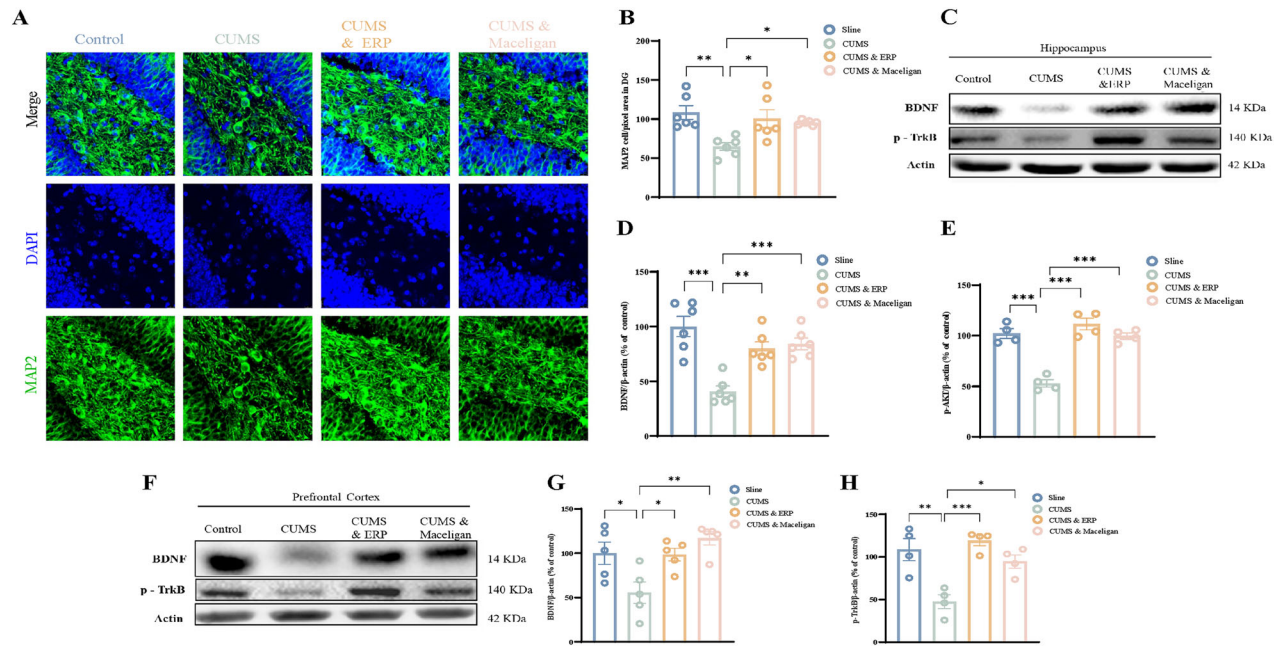 A
Control
CUMS
CUMS
& ERP
CUMS &
Maceligan
Merge
DAPI
MAP2
B
MAP2 cell/pixel area in DG
200
150
100
50
0
**
*
*
Sline
CUMS
CUMS & ERP
CUMS & Maceligan
C
Hippocampus
Control
CUMS
CUMS
&ERP
CUMS &
Maceligan
BDNF
14 KDa
p - TrkB
140 KDa
Actin
42 KDa
D
BDNF/β-actin (% of control)
150
100
50
0
***
**
***
Sline
CUMS
CUMS & ERP
CUMS & Maceligan
E
p-AKT/β-actin (% of control)
150
100
50
0
***
***
***
Sline
CUMS
CUMS & ERP
CUMS & Maceligan
F
Prefrontal Cortex
Control
CUMS
CUMS
& ERP
CUMS &
Maceligan
BDNF
14 KDa
p - TrkB
140 KDa
Actin
42 KDa
G
BDNF/β-actin (% of control)
150
100
50
0
*
*
**
Sline
CUMS
CUMS & ERP
CUMS & Maceligan
H
p-TrkB/β-actin (% of control)
150
100
50
0
**
***
*
Sline
CUMS
CUMS & ERP
CUMS & Maceligan